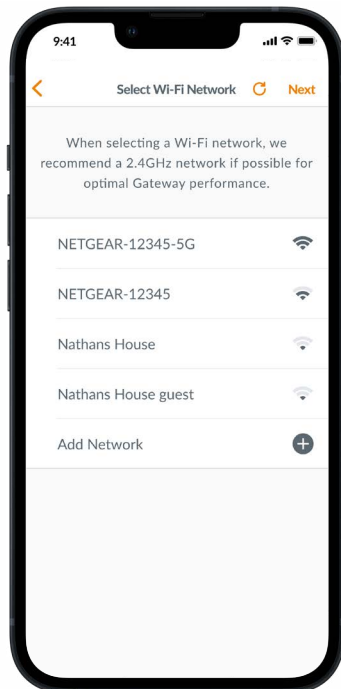 9:41
Select Wi-Fi Network Next
When selecting a Wi-Fi network, we
recommend a 2.4GHz network if possible for
optimal Gateway performance.
NETGEAR-12345-5G
NETGEAR-12345
Nathans House
Nathans House guest
Add Network